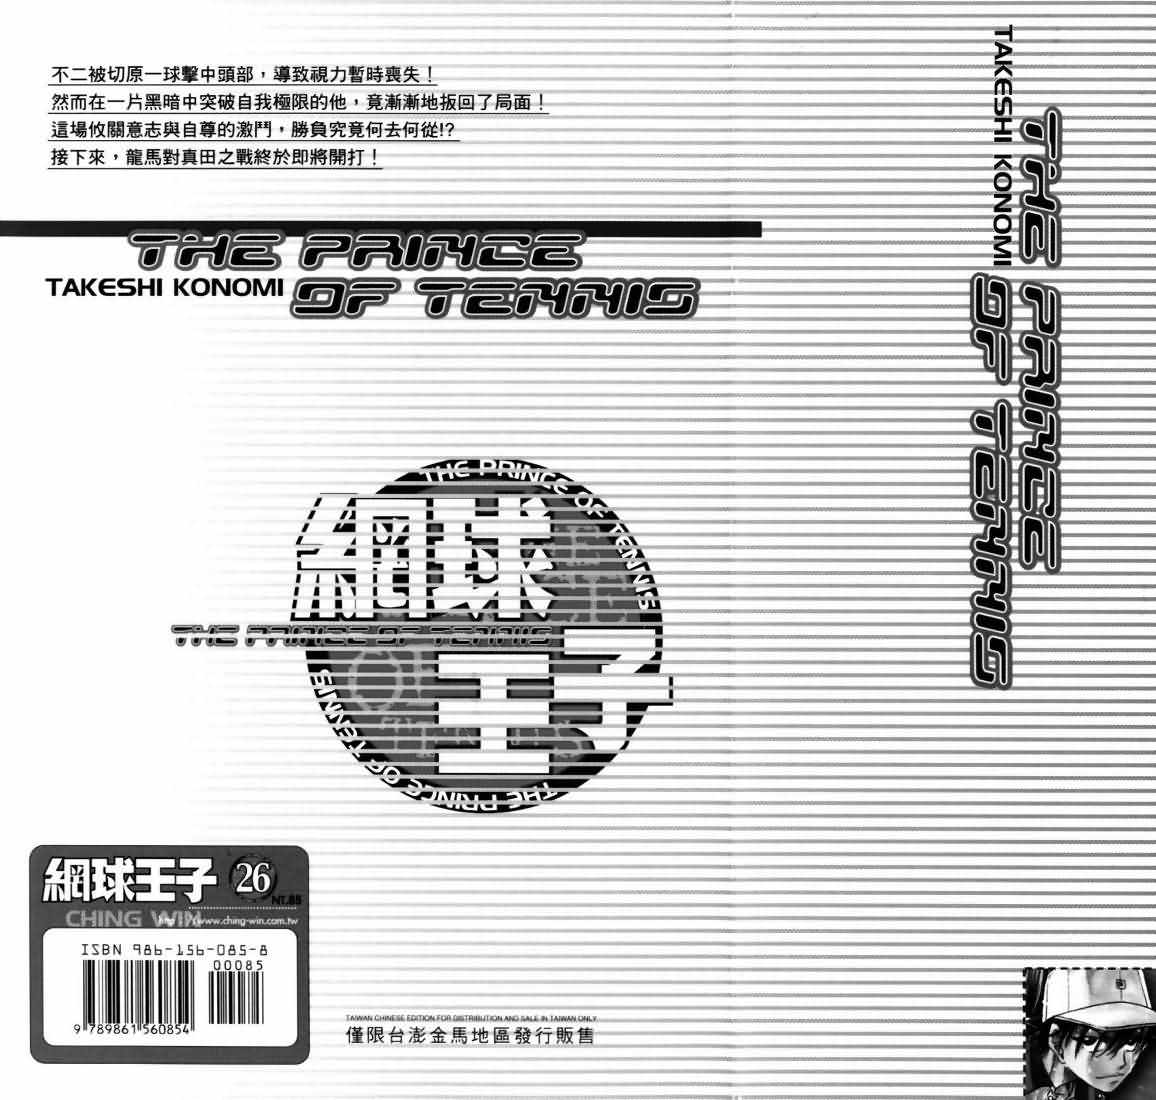 不二被切原一球擊中頭部，導致視力暫時喪失！
然而在一片黑暗中突破自我極限的他，竟漸漸地扳回了局面！
這場攸關意志與自尊的激鬥，勝負究竟何去何從!?
接下來，龍馬對真田之戰終於即將開打！
THE PRINCE
TAKESHI KONOMI OF TENNIS
TAKESHI KONOMI
THE PRINCE
OF TENNIS
THE PRINCE OF TENNIS
網球
THE PRINCE OF TENNIS
王子
THE PRINCE OF TENNIS
網球王子 26
NT.85
CHING WIN http://www.ching-win.com.tw
ISBN 986-156-085-8
00085
9 789861 560854
TAIWAN CHINESE EDITION FOR DISTRIBUTION AND SALE IN TAIWAN ONLY
僅限台澎金馬地區發行販售